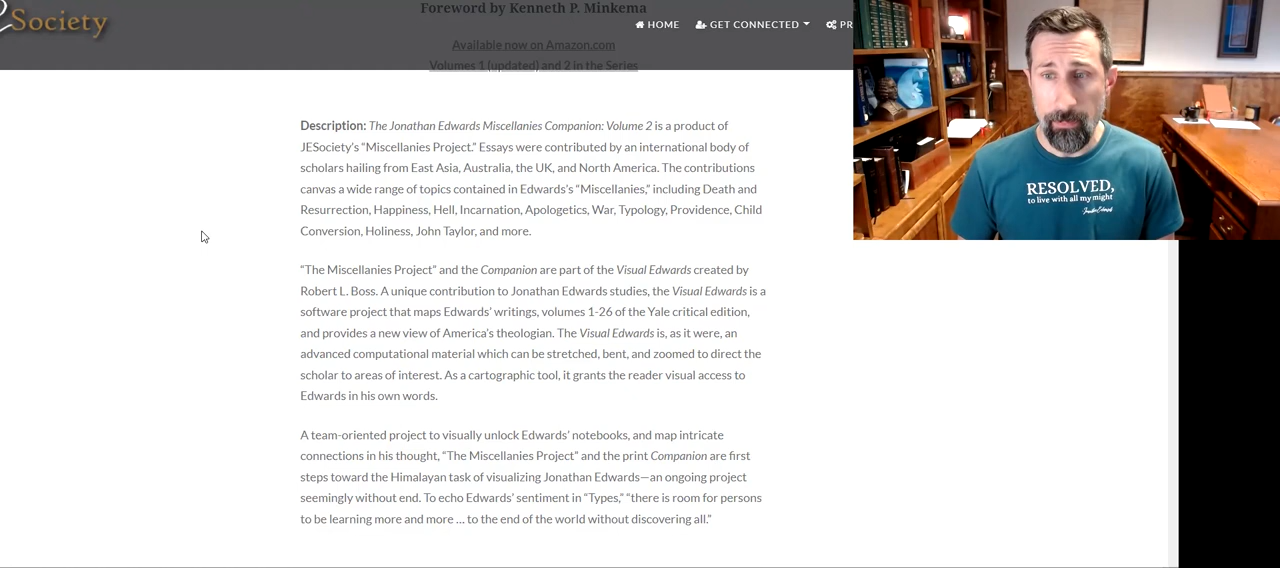 Society
Foreword by Kenneth P. Minkema
HOME
GET CONNECTED
PR
Available now on Amazon.com
Volumes 1 (updated) and 2 in the Series
Description: The Jonathan Edwards Miscellanies Companion: Volume 2 is a product of
JESociety's “Miscellanies Project.” Essays were contributed by an international body of
scholars hailing from East Asia, Australia, the UK, and North America. The contributions
canvas a wide range of topics contained in Edwards's “Miscellanies,” including Death and
Resurrection, Happiness, Hell, Incarnation, Apologetics, War, Typology, Providence, Child
Conversion, Holiness, John Taylor, and more.
“The Miscellanies Project” and the Companion are part of the Visual Edwards created by
Robert L. Boss. A unique contribution to Jonathan Edwards studies, the Visual Edwards is a
software project that maps Edwards' writings, volumes 1-26 of the Yale critical edition,
and provides a new view of America's theologian. The Visual Edwards is, as it were, an
advanced computational material which can be stretched, bent, and zoomed to direct the
scholar to areas of interest. As a cartographic tool, it grants the reader visual access to
Edwards in his own words.
A team-oriented project to visually unlock Edwards' notebooks, and map intricate
connections in his thought, “The Miscellanies Project” and the print Companion are first
steps toward the Himalayan task of visualizing Jonathan Edwards—an ongoing project
seemingly without end. To echo Edwards' sentiment in “Types,” “there is room for persons
to be learning more and more … to the end of the world without discovering all.”
RESOLVED,
to live with all my might